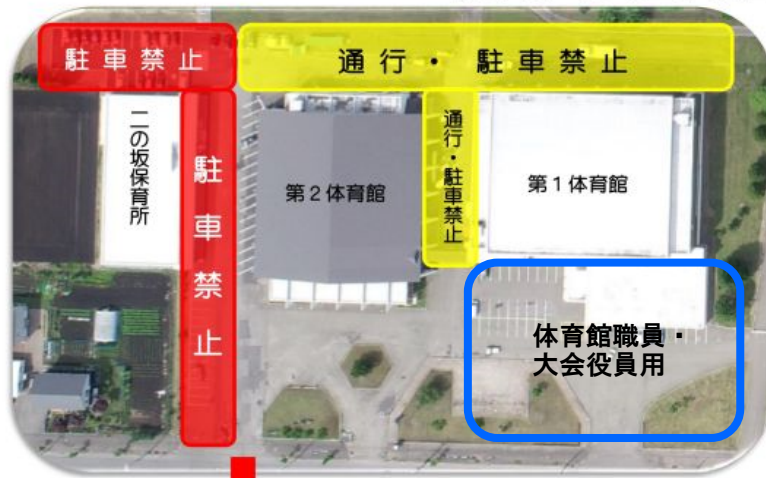 駐車禁止
通行・駐車禁止
二の坂保育所
駐車禁止
第２体育館
通行・駐車禁止
第１体育館
体育館職員・
大会役員用